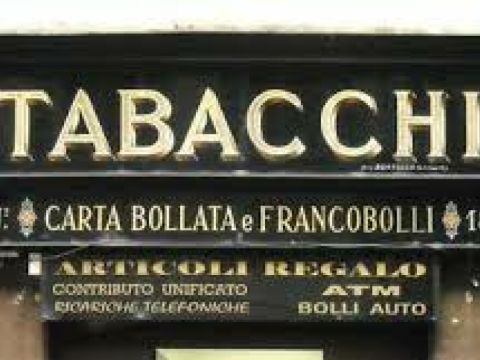 TABACCHI
CARTA BOLLATA e FRANCOBOLLI
ARTICOLI REGALO
CONTRIBUTO UNIFICATO ATM
RICARICHE TELEFONICHE BOLLI AUTO